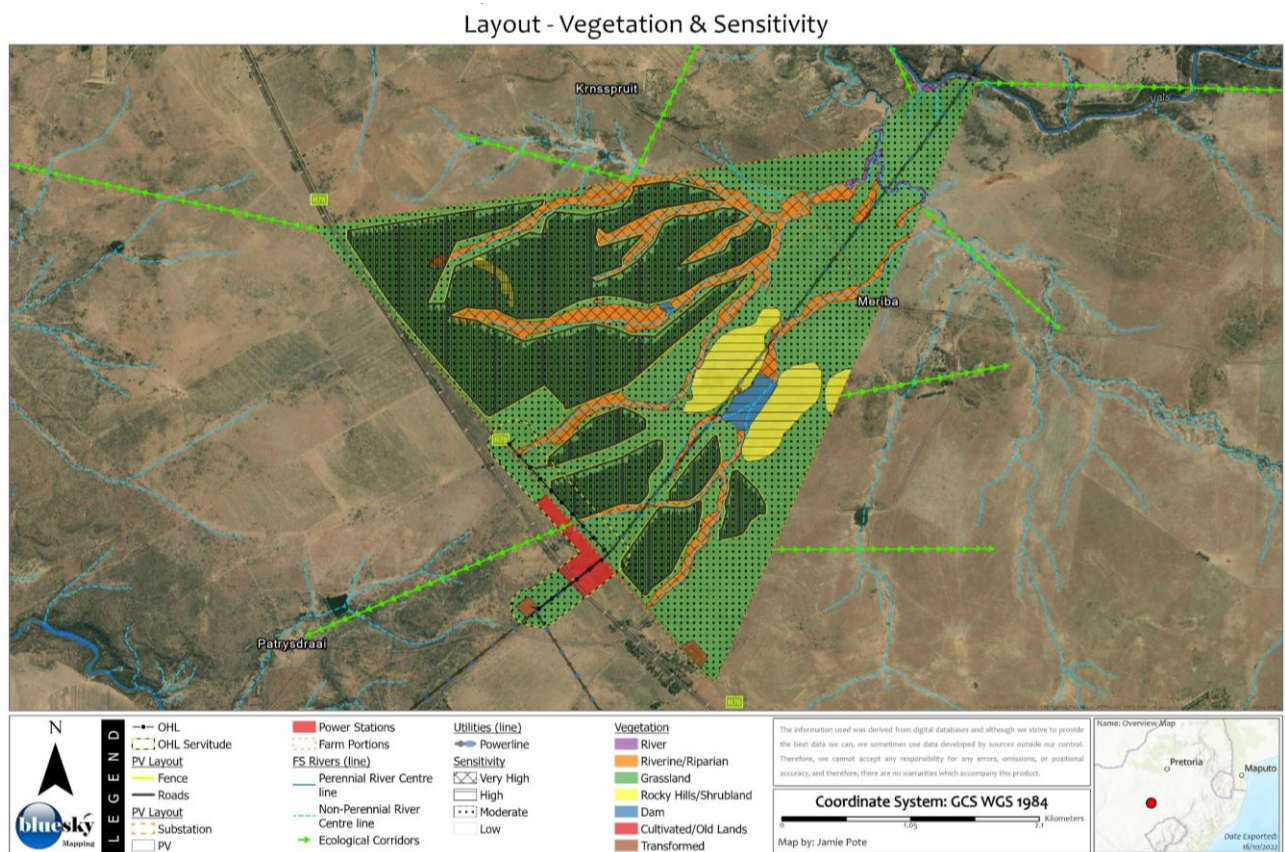 Layout - Vegetation & Sensitivity
Krnsspruit
Vals
R76
Meriba
R76
Patrysdraai
R76
N
bluesky
Mapping
LEGEND
OHL
OHL Servitude
PV Layout
Fence
Roads
PV Layout
Substation
PV
Power Stations
Farm Portions
FS Rivers (line)
Perennial River Centre
line
Non-Perennial River
Centre line
Ecological Corridors
Utilities (line)
Powerline
Sensitivity
Very High
High
Moderate
Low
Vegetation
River
Riverine/Riparian
Grassland
Rocky Hills/Shrubland
Dam
Cultivated/Old Lands
Transformed
The information used was derived from digital databases and although we strive to provide
the best data we can, we sometimes use data developed by sources outside our control.
Therefore, we cannot accept any responsibility for any errors, omissions, or positional
accuracy, and therefore, there are no warranties which accompany this product.
Coordinate System: GCS WGS 1984
Kilometers
0 1.05 2.1
Map by: Jamie Pote
Name: Overview Map
Pretoria
Maputo
Date Exported:
16/10/2022